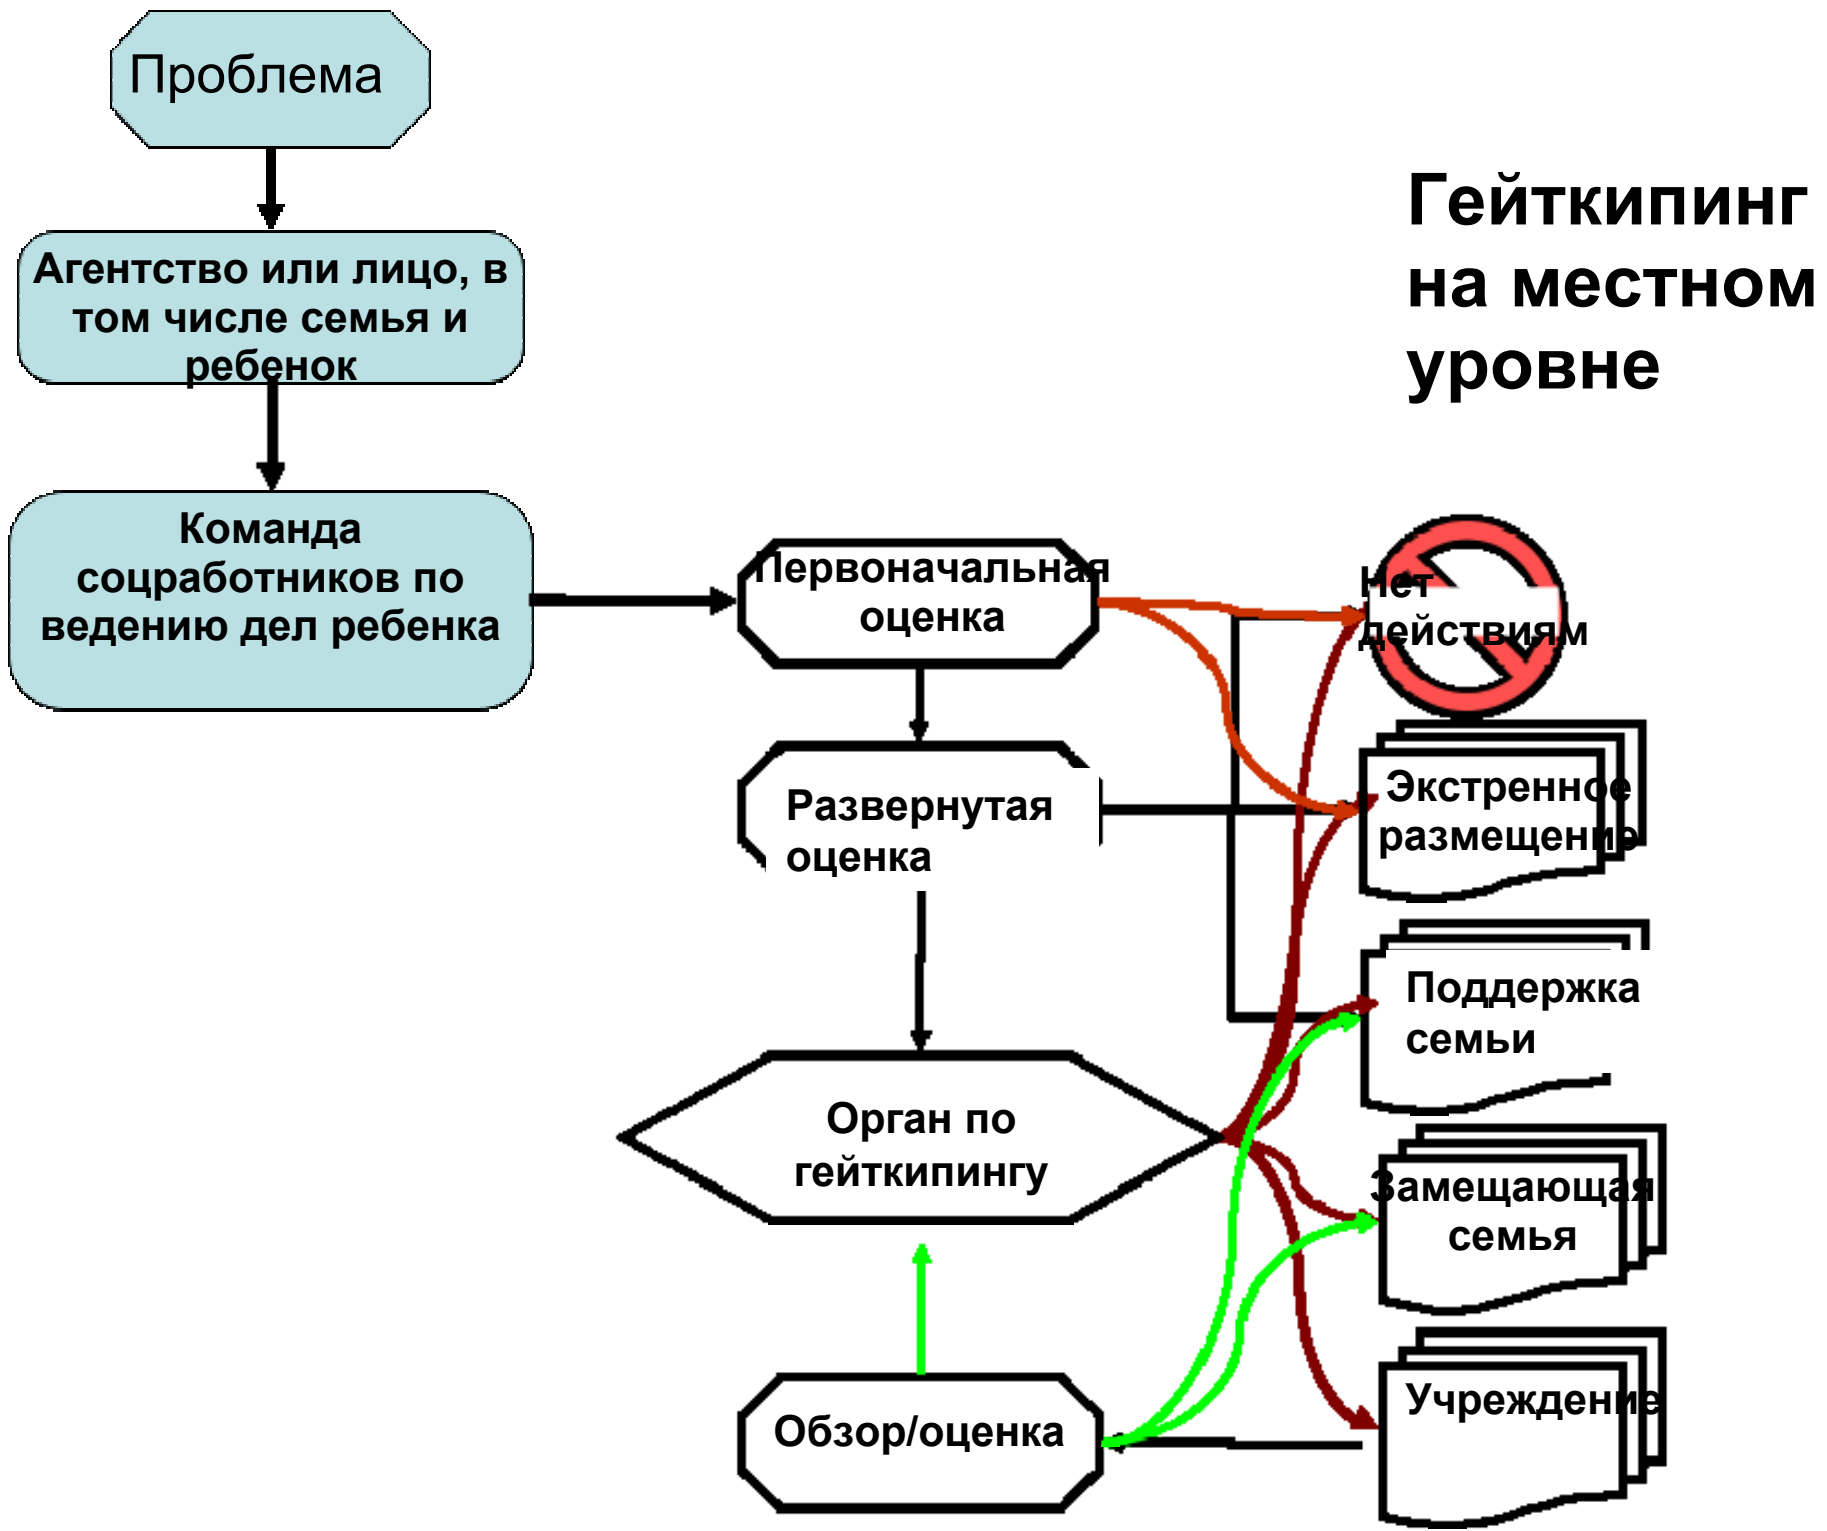 Проблема
Гейткипинг
на местном
уровне
Агентство или лицо, в
том числе семья и
ребенок
Команда
соцработников по
ведению дел ребенка
Первоначальная
оценка
Нет
действиям
Развернутая
оценка
Экстренное
размещение
Поддержка
семьи
Орган по
гейткипингу
Замещающая
семья
Обзор/оценка
Учреждение